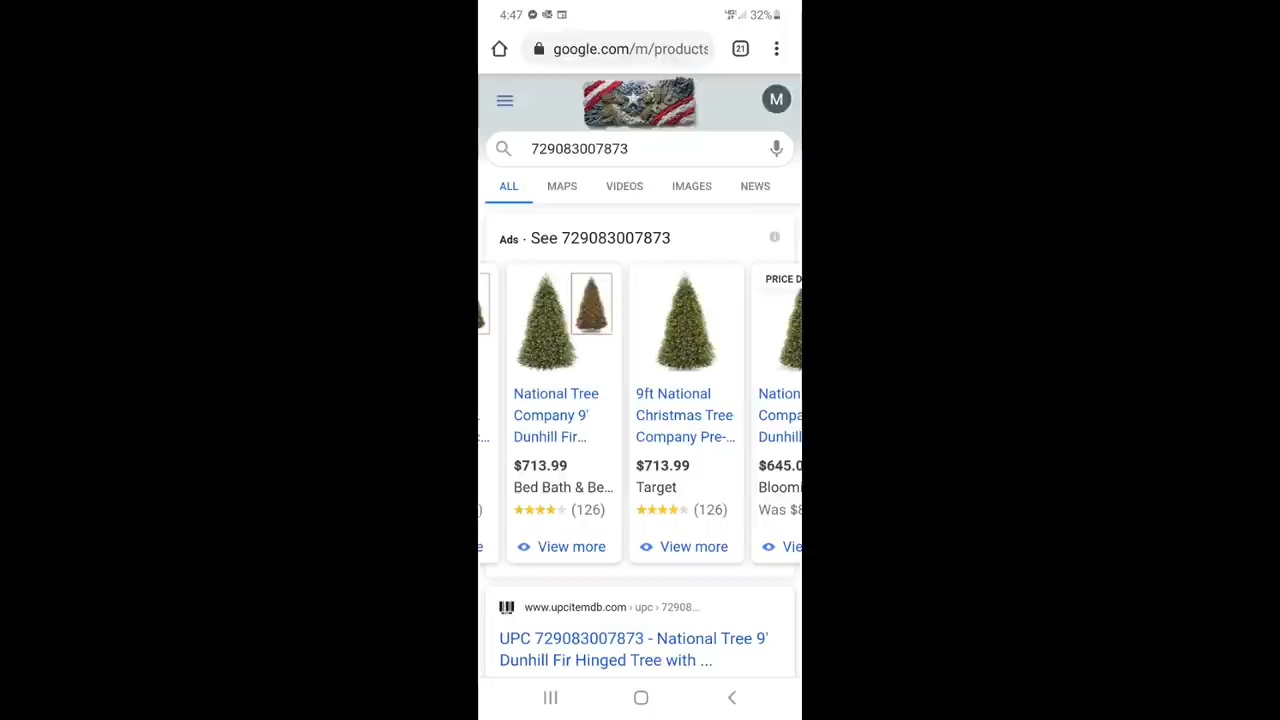 4:47
32%
google.com/m/products
21
M
729083007873
ALL MAPS VIDEOS IMAGES NEWS
Ads · See 729083007873
National Tree
Company 9'
Dunhill Fir...
$713.99
Bed Bath & Be...
(126)
View more
9ft National
Christmas Tree
Company Pre-...
$713.99
Target
(126)
View more
PRICE D
Nation
Compa
Dunhill
$645.0
Bloomi
Was $8
Vie
www.upcitemdb.com › upc › 72908...
UPC 729083007873 - National Tree 9'
Dunhill Fir Hinged Tree with ...